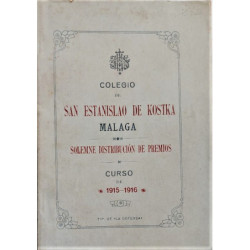 COLEGIO
DE
SAN ESTANISLAO DE KOSTKA
MALAGA
SOLEMNE DISTRIBUCIÓN DE PREMIOS
CURSO
DE
1915-1916